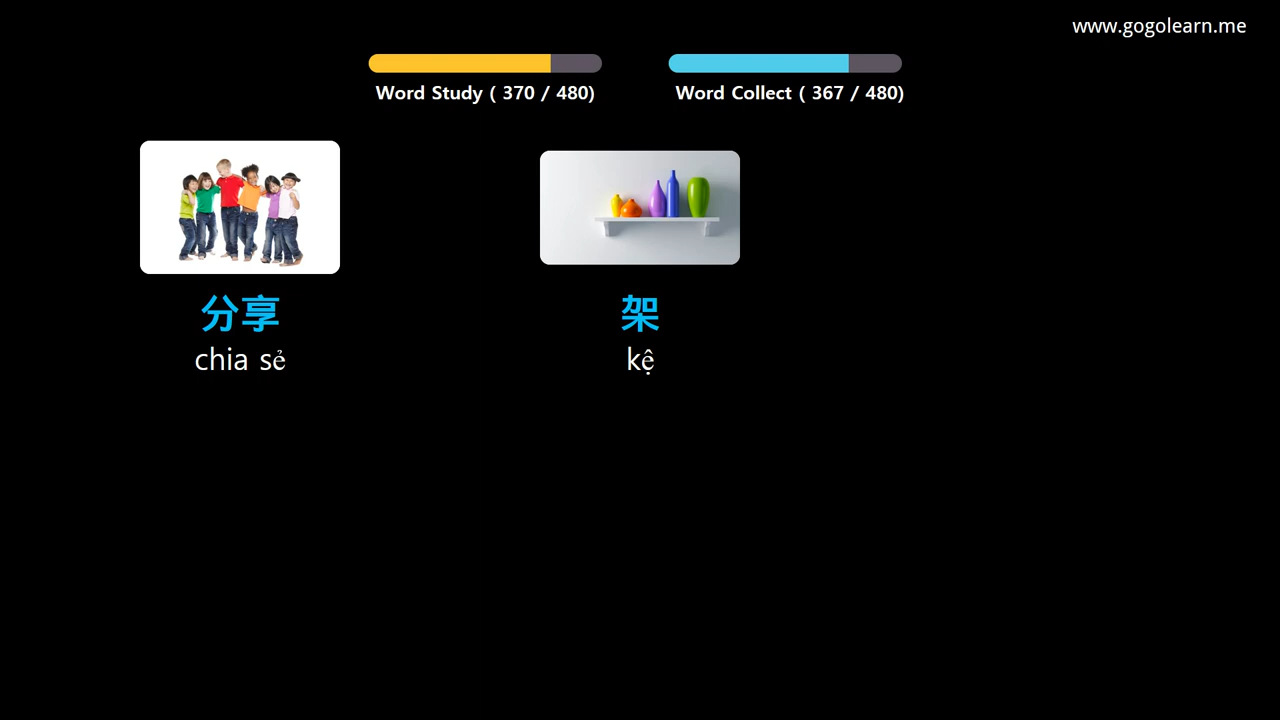 www.gogolearn.me
Word Study ( 370 / 480)
Word Collect ( 367 / 480)
分享
chia sẻ
架
kệ